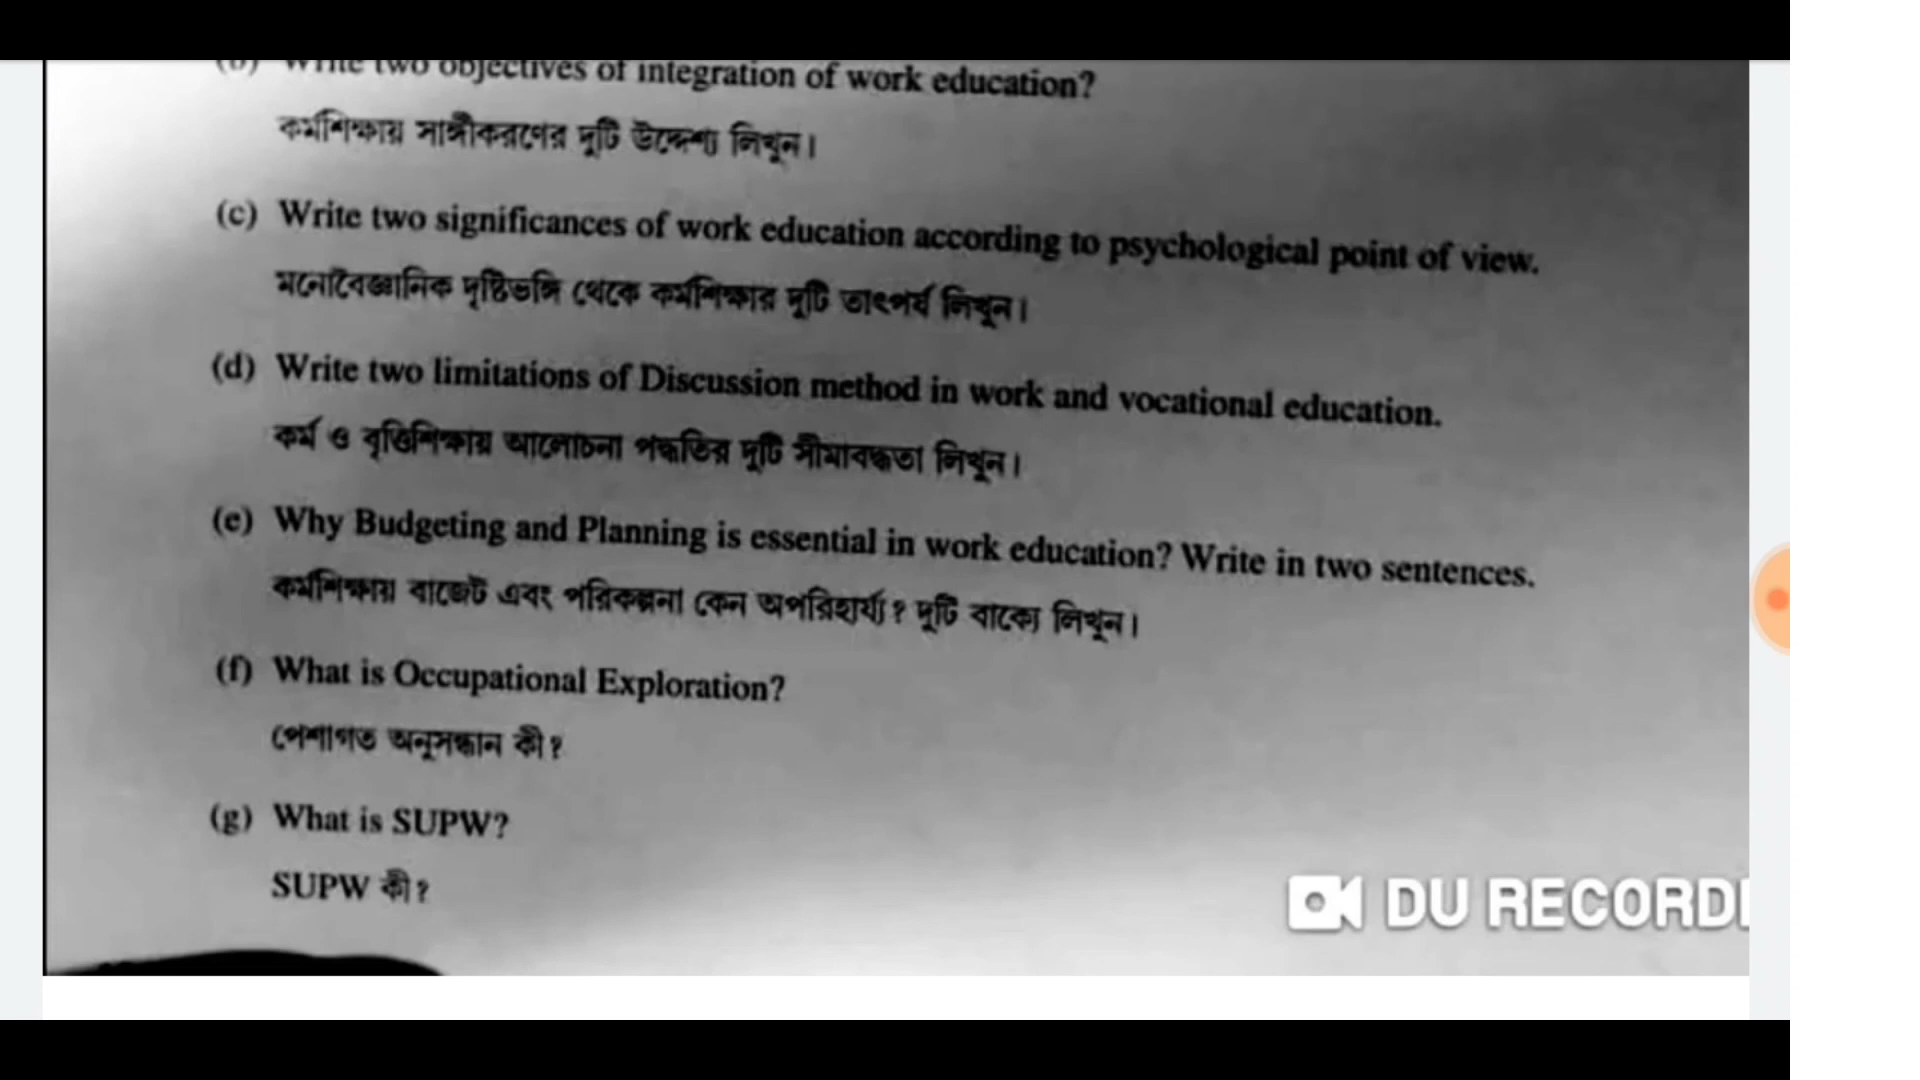 (b) Write two objectives of integration of work education?
কর্মশিক্ষায় সাঙ্গীকরণের দুটি উদ্দেশ্য লিখুন।
(c) Write two significances of work education according to psychological point of view.
মনোবৈজ্ঞানিক দৃষ্টিভঙ্গি থেকে কর্মশিক্ষার দুটি তাৎপর্য লিখুন।
(d) Write two limitations of Discussion method in work and vocational education.
কর্ম ও বৃত্তিশিক্ষায় আলোচনা পদ্ধতির দুটি সীমাবদ্ধতা লিখুন।
(e) Why Budgeting and Planning is essential in work education? Write in two sentences.
কর্মশিক্ষায় বাজেট এবং পরিকল্পনা কেন অপরিহার্য্য? দুটি বাক্যে লিখুন।
(f) What is Occupational Exploration?
পেশাগত অনুসন্ধান কী?
(g) What is SUPW?
SUPW কী?
DU RECORD